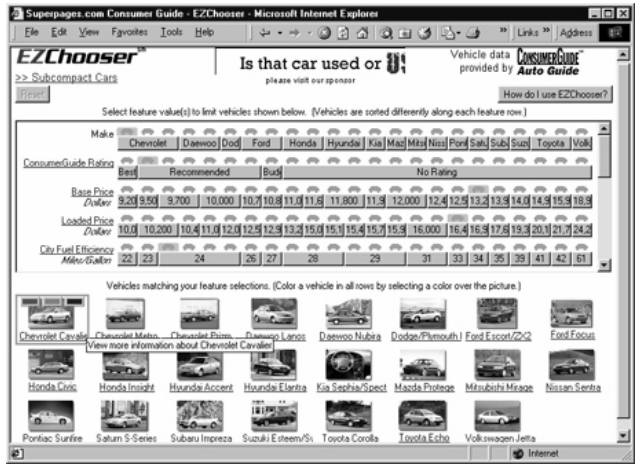 Superpages.com Consumer Guide - EZChooser - Microsoft Internet Explorer
File Edit View Favorites Tools Help » Links » Address
EZChooser sm
Is that car used or U!
please visit our sponsor
Vehicle data provided by CONSUMER GUIDE Auto Guide
>> Subcompact Cars
Reset
How do I use EZChooser?
Select feature value(s) to limit vehicles shown below. (Vehicles are sorted differently along each feature row.)
Make
Chevrolet Daewoo Dod Ford Honda Hyundai Kia Maz Mits Niss Pont Satu Suba Suzu Toyota Volk
ConsumerGuide Rating
Best Recommended Budg No Rating
Base Price
Dollars 9,20 9,50 9,700 10,000 10,7 10,8 11,0 11,6 11,800 11,9 12,000 12,4 12,5 13,2 13,9 14,0 14,9 15,9 18,9
Loaded Price
Dollars 10,0 10,200 10,4 11,0 12,0 12,5 12,9 13,2 15,0 15,1 15,4 15,7 15,9 16,000 16,4 16,9 17,6 19,3 20,1 21,7 24,2
City Fuel Efficiency
Miles/Gallon 22 23 24 26 27 28 29 31 33 34 35 39 41 42 61
Vehicles matching your feature selections. (Color a vehicle in all rows by selecting a color over the picture.)
Chevrolet Cavalie Chevrolet Metro Chevrolet Prizm Daewoo Lanos Daewoo Nubira Dodge/Plymouth Ford Escort/ZX2 Ford Focus
View more information about Chevrolet Cavalier
Honda Civic Honda Insight Hyundai Accent Hyundai Elantra Kia Sephia/Spect Mazda Protege Mitsubishi Mirage Nissan Sentra
Pontiac Sunfire Saturn S-Series Subaru Impreza Suzuki Esteem/Sw Toyota Corolla Toyota Echo Volkswagen Jetta
Internet